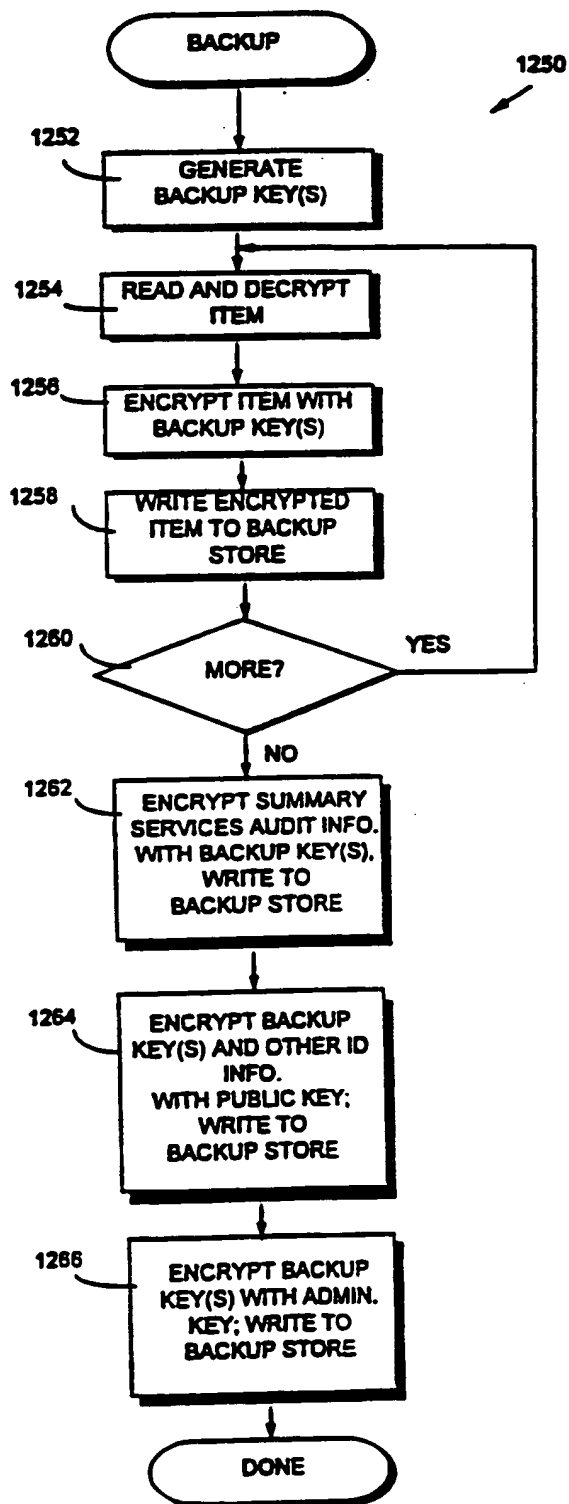 BACKUP
1250
1252
GENERATE
BACKUP KEY(S)
1254
READ AND DECRYPT
ITEM
1256
ENCRYPT ITEM WITH
BACKUP KEY(S)
1258
WRITE ENCRYPTED
ITEM TO BACKUP
STORE
1260
MORE?
YES
NO
1262
ENCRYPT SUMMARY
SERVICES AUDIT INFO.
WITH BACKUP KEY(S),
WRITE TO
BACKUP STORE
1264
ENCRYPT BACKUP
KEY(S) AND OTHER ID
INFO.
WITH PUBLIC KEY;
WRITE TO
BACKUP STORE
1266
ENCRYPT BACKUP
KEY(S) WITH ADMIN.
KEY; WRITE TO
BACKUP STORE
DONE